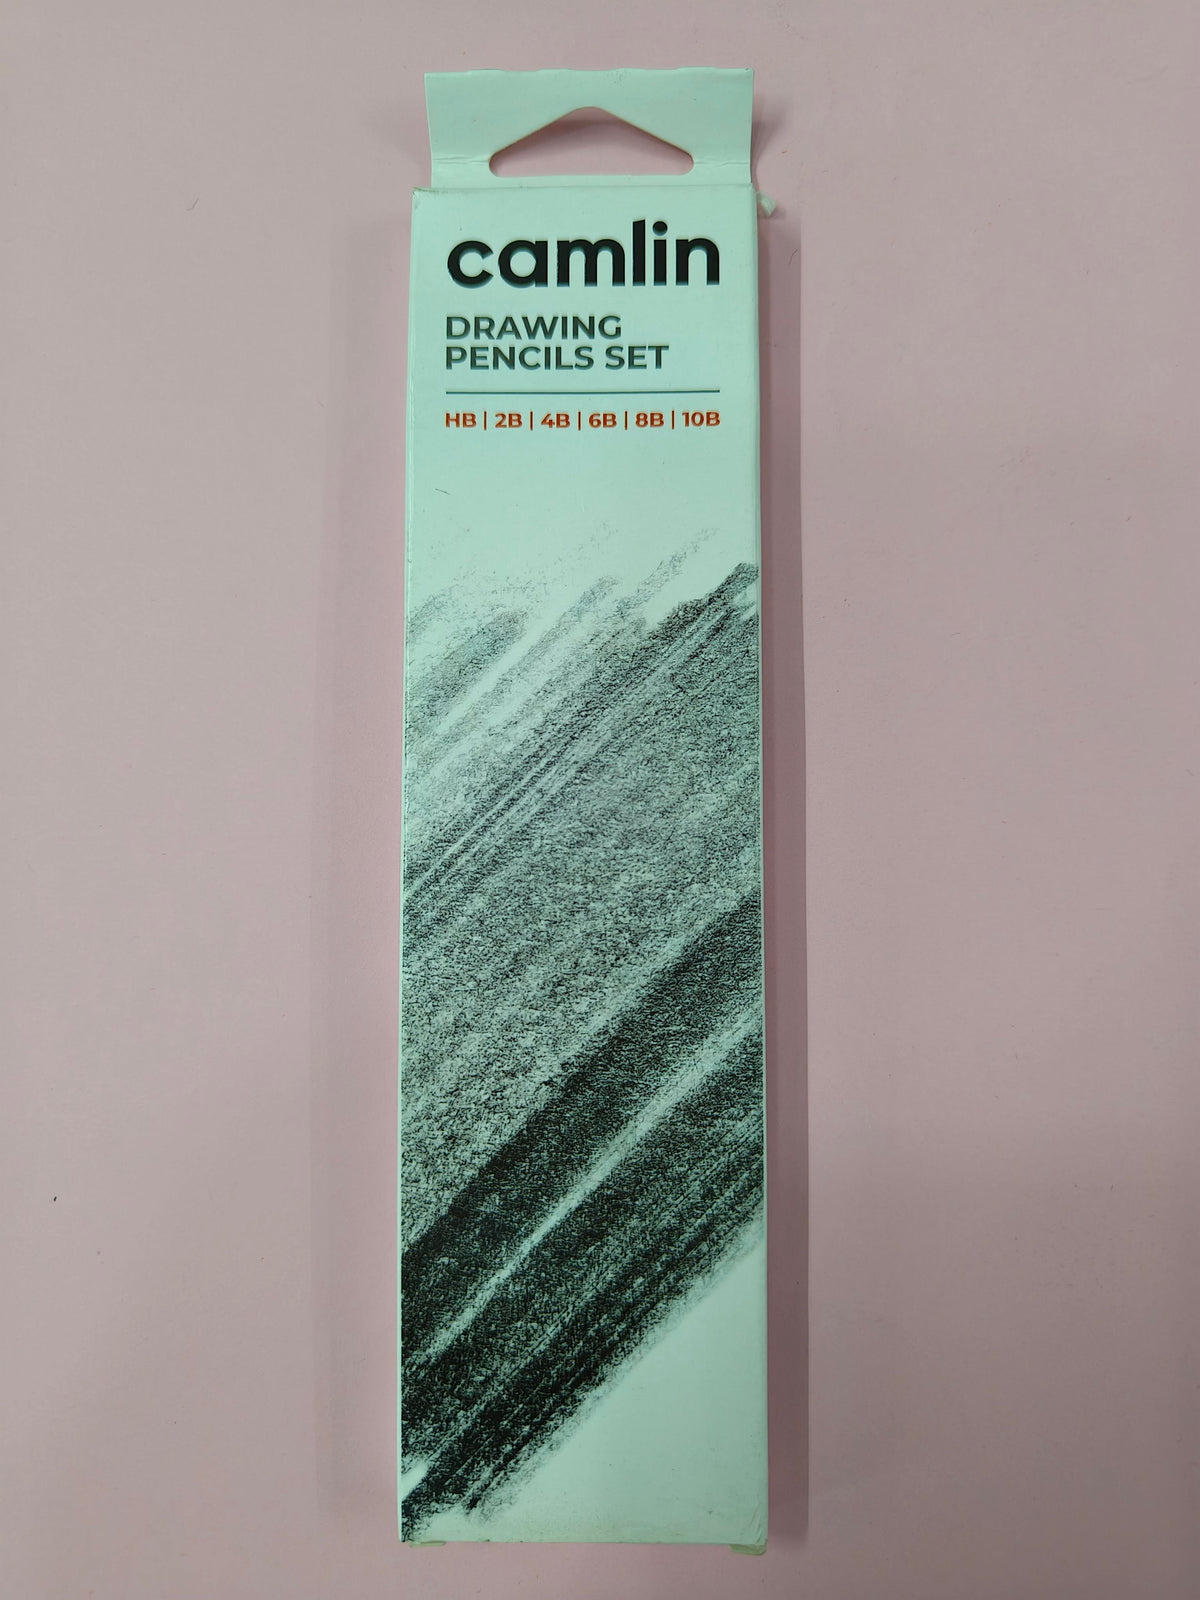 camlin
DRAWING
PENCILS SET
HB | 2B | 4B | 6B | 8B | 10B